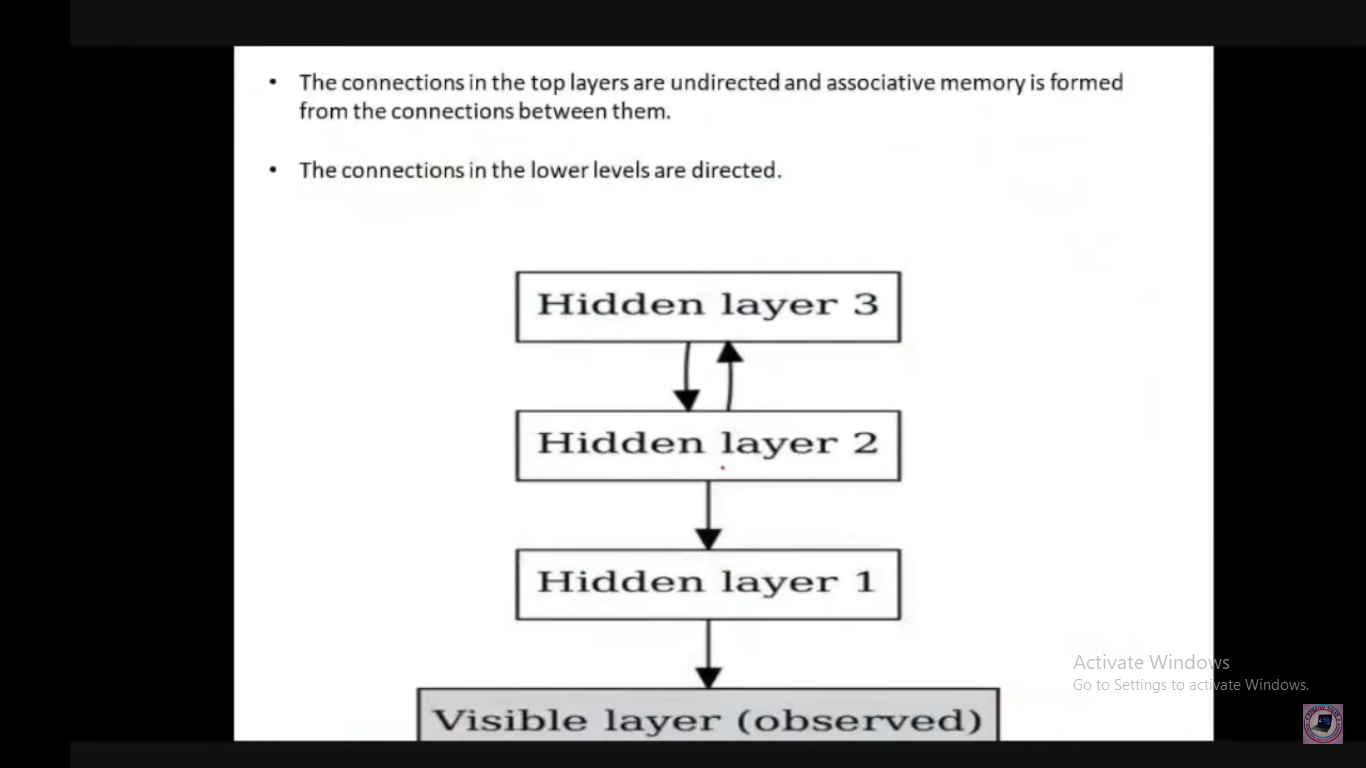 • The connections in the top layers are undirected and associative memory is formed
from the connections between them.
• The connections in the lower levels are directed.
Hidden layer 3
Hidden layer 2
Hidden layer 1
Visible layer (observed)
Activate Windows
Go to Settings to activate Windows.